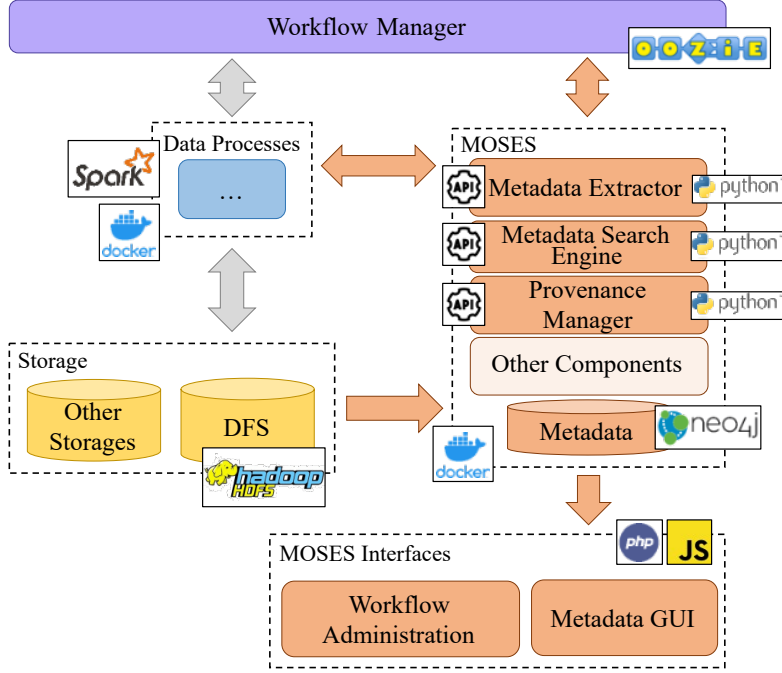 Workflow Manager
OOZiE
Data Processes
...
Spark
docker
MOSES
API
Metadata Extractor
python
API
Metadata Search
Engine
python
API
Provenance
Manager
python
Other Components
Metadata
neo4j
docker
Storage
Other
Storages
DFS
hadoop
HDFS
MOSES Interfaces
php
JS
Workflow
Administration
Metadata GUI